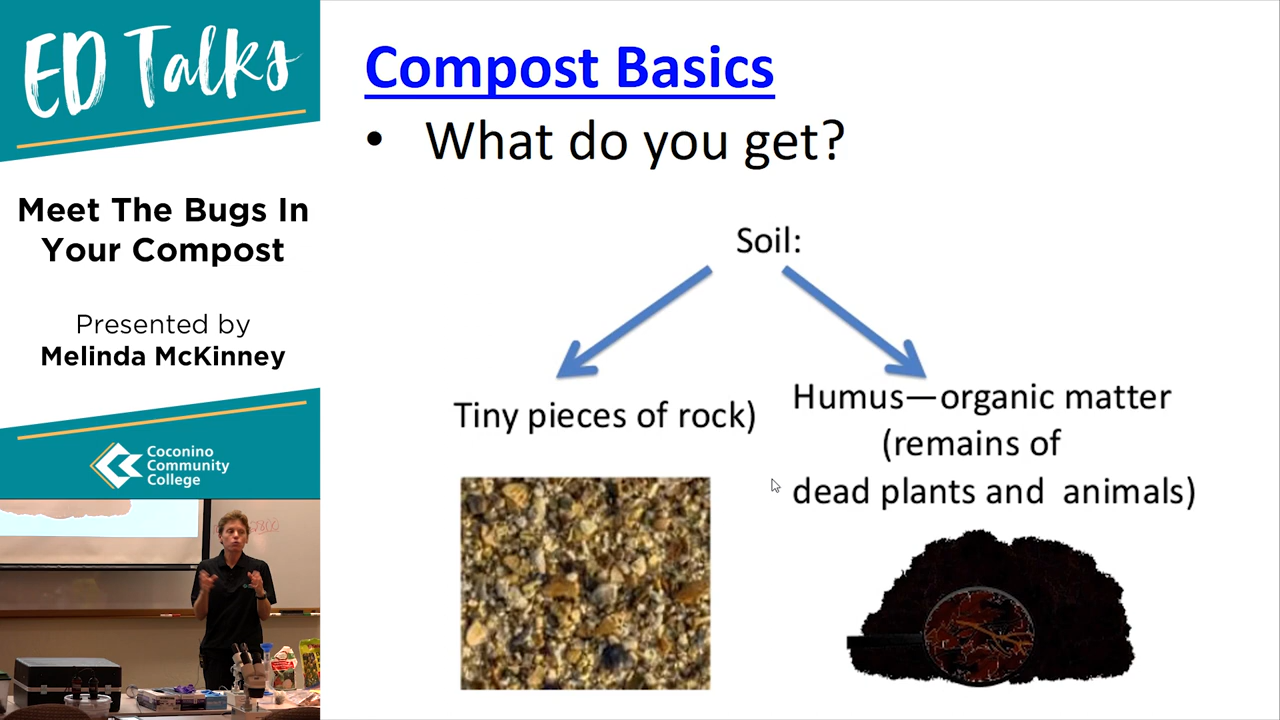 ED Talks
Meet The Bugs In
Your Compost
Presented by
Melinda McKinney
Coconino
Community
College
Compost Basics
• What do you get?
Soil:
Tiny pieces of rock)
Humus—organic matter
(remains of
dead plants and animals)